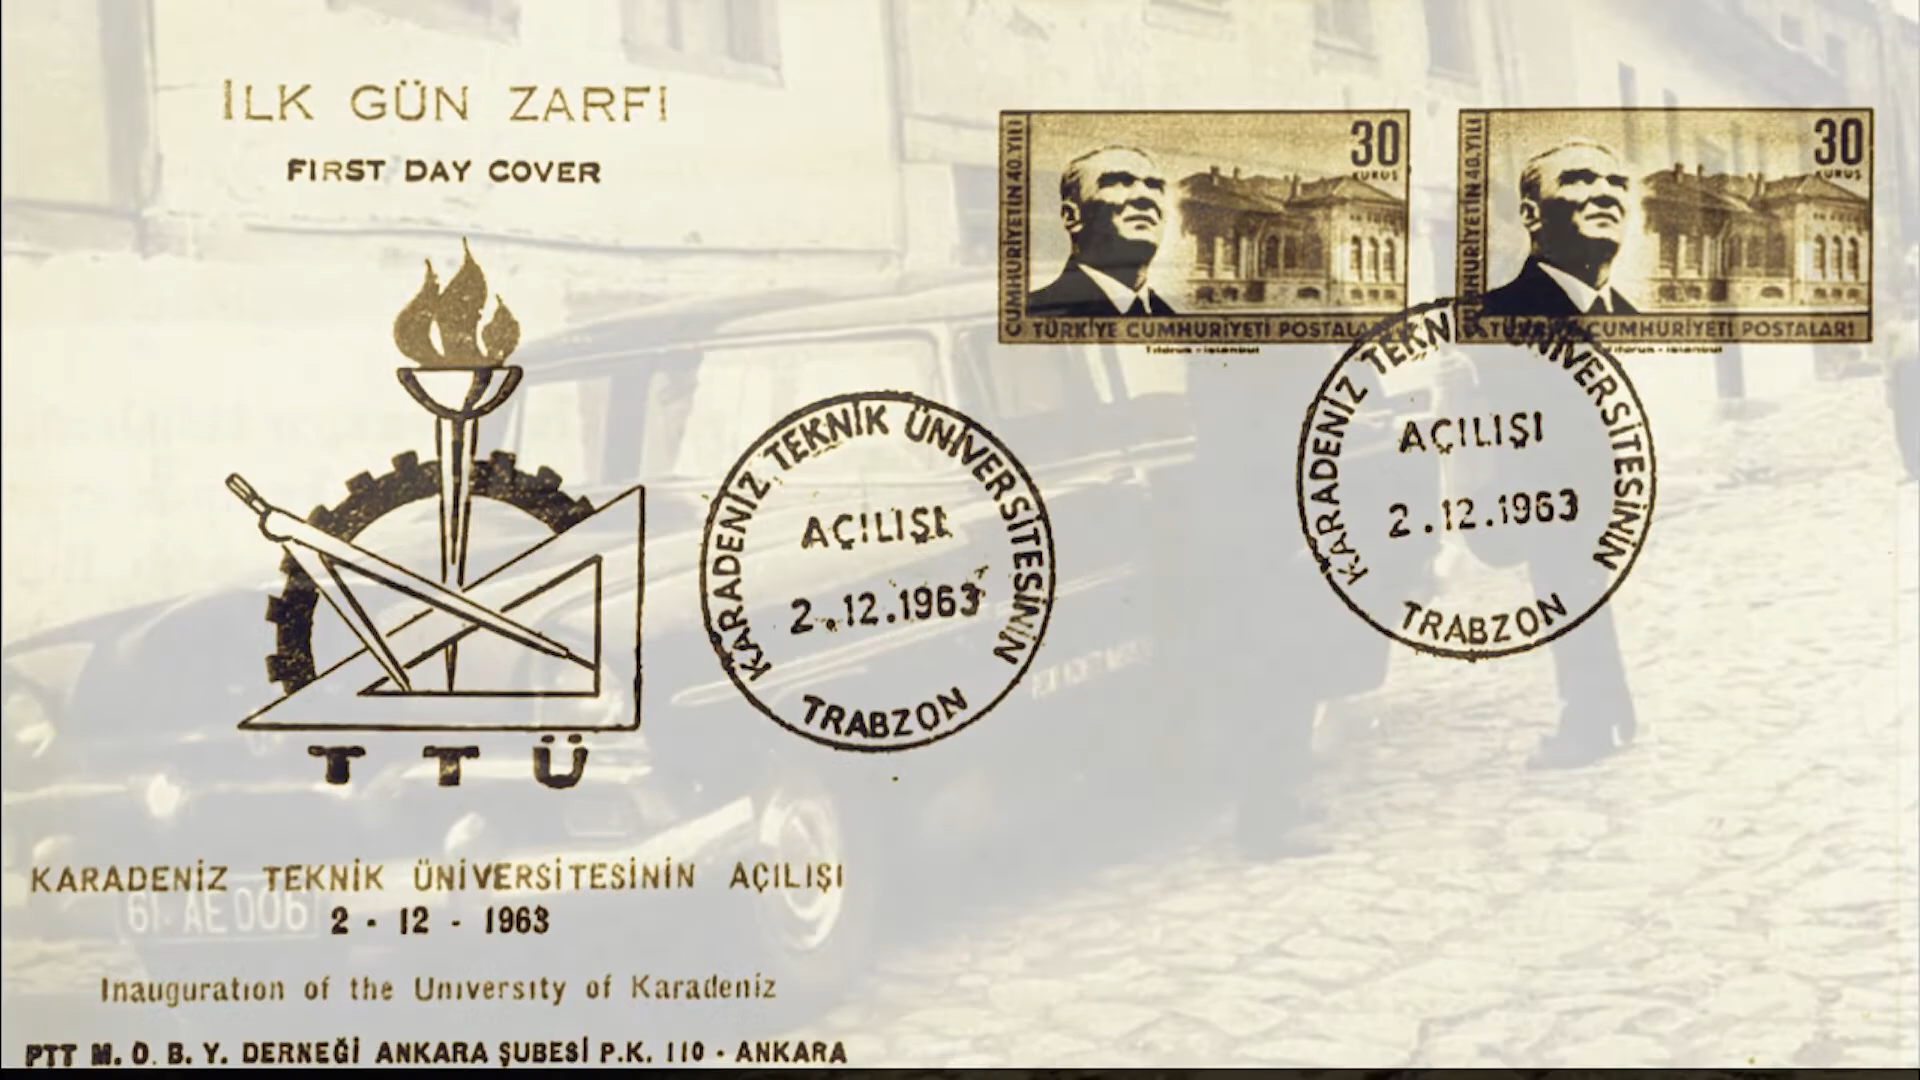 İLK GÜN ZARFI
FIRST DAY COVER
CUMHURİYETİN 40. YILI
30
KURUŞ
TÜRKİYE CUMHURİYETİ POSTALARI
CUMHURİYETİN 40. YILI
30
KURUŞ
TÜRKİYE CUMHURİYETİ POSTALARI
KARADENİZ TEKNİK ÜNİVERSİTESİNİN
AÇILIŞI
2.12.1963
TRABZON
KARADENİZ TEKNİK ÜNİVERSİTESİNİN
AÇILIŞI
2.12.1963
TRABZON
T T Ü
KARADENİZ TEKNİK ÜNİVERSİTESİNİN AÇILIŞI
61 AE 006
2 - 12 - 1963
Inauguration of the University of Karadeniz
PTT M. O. B. Y. DERNEĞİ ANKARA ŞUBESİ P.K. 110 - ANKARA